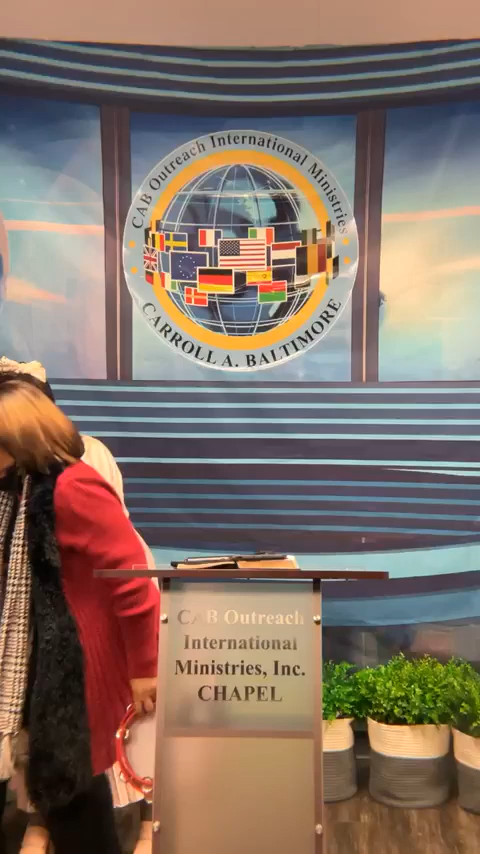 CAB Outreach International Ministries
CARROLL A. BALTIMORE
CAB Outreach
International
Ministries, Inc.
CHAPEL